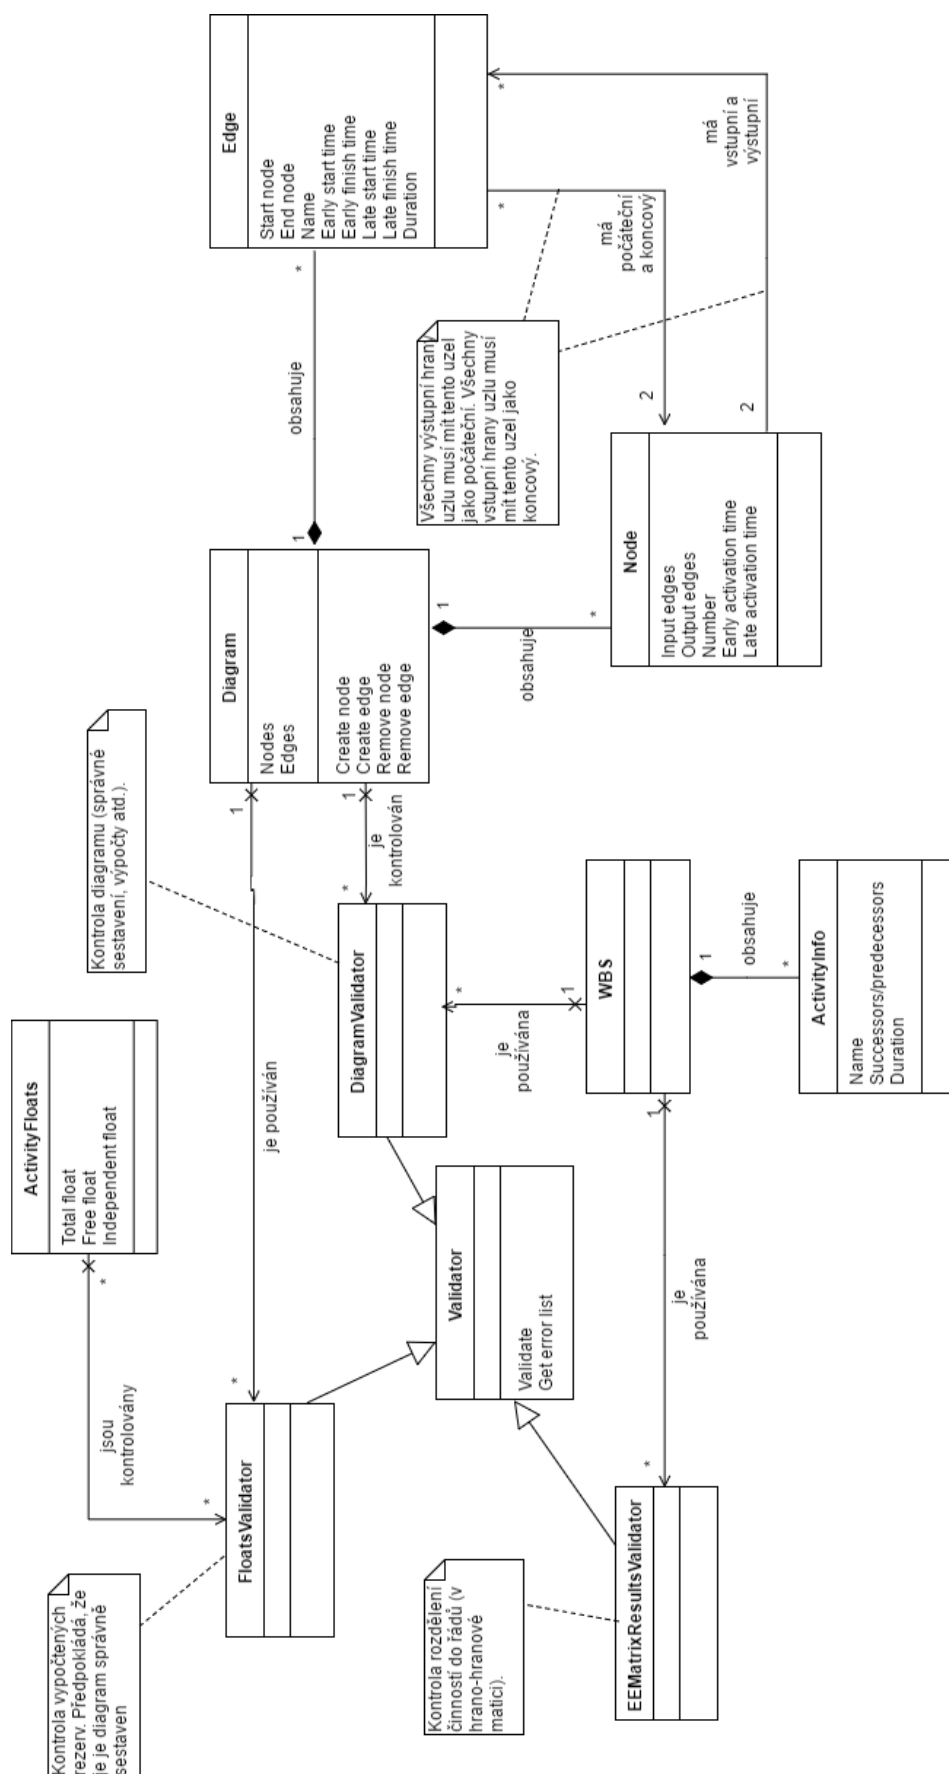 Kontrola vypočtených
rezerv. Předpokládá, že
je je diagram správně
sestaven
jsou
kontrolovány
*
*
ActivityFloats
Total float
Free float
Independent float
Kontrola diagramu (správné
sestavení, výpočty atd.).
FloatsValidator
*
je používán
1
Diagram
Nodes
Edges
Create node
Create edge
Remove node
Remove edge
1
obsahuje
*
Edge
Start node
End node
Name
Early start time
Early finish time
Late start time
Late finish time
Duration
DiagramValidator
*
je
kontrolován
1
Kontrola rozdělení
činností do řádů (v
hrano-hranové
matici).
Validator
Validate
Get error list
*
je
používána
1
1
obsahuje
*
Všechny výstupní hrany
uzlu musí mít tento uzel
jako počáteční. Všechny
vstupní hrany uzlu musí
mít tento uzel jako
koncový.
*
má
počáteční
a koncový
2
*
má
vstupní a
výstupní
2
EEMatrixResultsValidator
*
je
používána
1
WBS
1
obsahuje
*
Node
Input edges
Output edges
Number
Early activation time
Late activation time
ActivityInfo
Name
Successors/predecessors
Duration